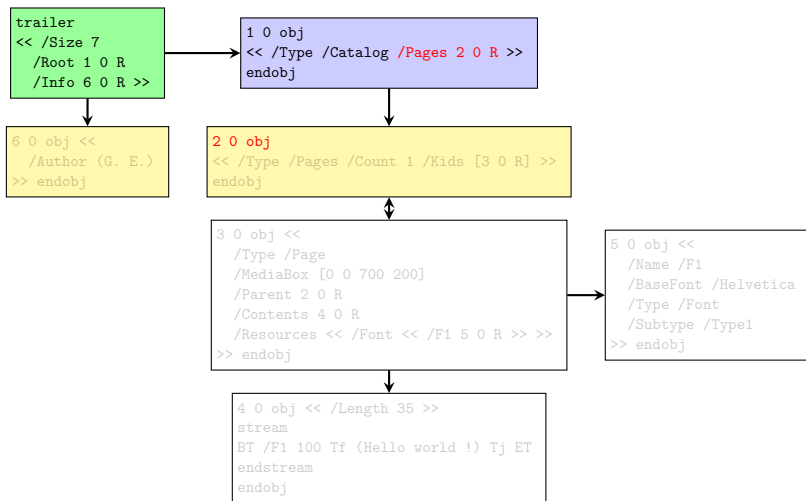 trailer
<< /Size 7
/Root 1 0 R
/Info 6 0 R >>
1 0 obj
<< /Type /Catalog /Pages 2 0 R >>
endobj
6 0 obj <<
/Author (G. E.)
>> endobj
2 0 obj
<< /Type /Pages /Count 1 /Kids [3 0 R] >>
endobj
3 0 obj <<
/Type /Page
/MediaBox [0 0 700 200]
/Parent 2 0 R
/Contents 4 0 R
/Resources << /Font << /F1 5 0 R >> >>
>> endobj
5 0 obj <<
/Name /F1
/BaseFont /Helvetica
/Type /Font
/Subtype /Type1
>> endobj
4 0 obj << /Length 35 >>
stream
BT /F1 100 Tf (Hello world !) Tj ET
endstream
endobj